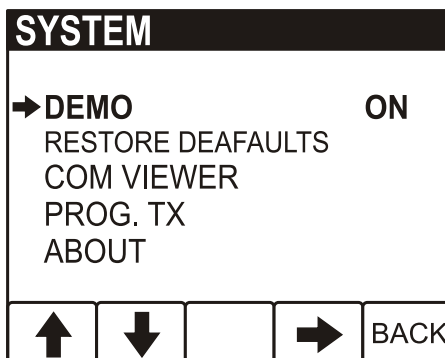 SYSTEM
DEMO ON
RESTORE DEAFAULTS
COM VIEWER
PROG. TX
ABOUT
BACK